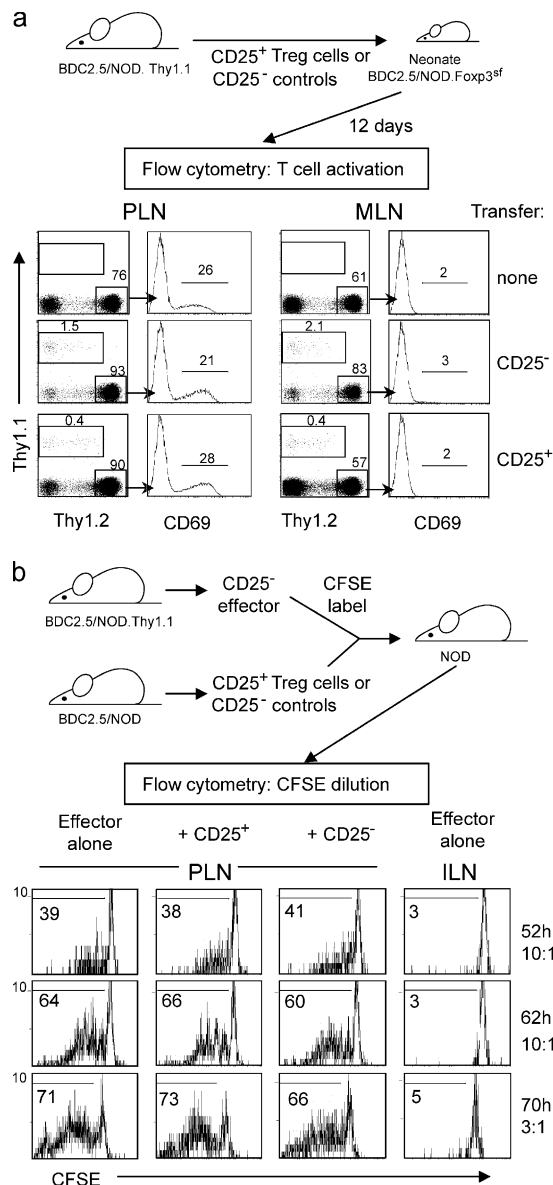 a
BDC2.5/NOD. Thy1.1
CD25+ Treg cells or
CD25- controls
Neonate
BDC2.5/NOD.Foxp3sf
12 days
Flow cytometry: T cell activation
PLN
MLN
Transfer:
76
26
61
2
none
1.5
93
21
2.1
83
3
CD25-
0.4
90
28
0.4
57
2
CD25+
Thy1.1
Thy1.2
CD69
Thy1.2
CD69
b
BDC2.5/NOD.Thy1.1
CD25-
effector
CFSE
label
BDC2.5/NOD
CD25+ Treg cells or
CD25- controls
NOD
Flow cytometry: CFSE dilution
Effector
alone
+ CD25+
+ CD25-
Effector
alone
PLN
ILN
10
39
38
41
3
52h
10:1
10
64
66
60
3
62h
10:1
10
71
73
66
5
70h
3:1
CFSE